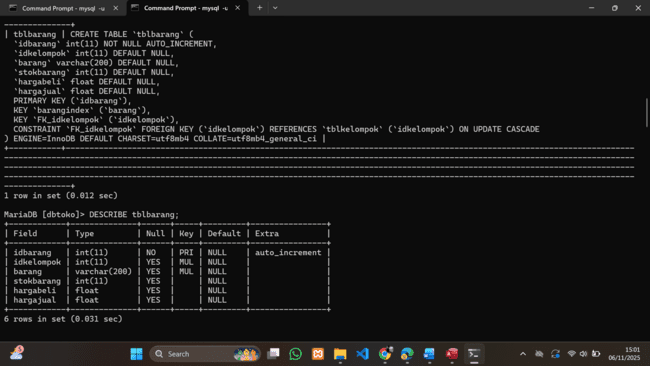 Command Prompt - mysql -u
Command Prompt - mysql -u
--------------+
| tblbarang | CREATE TABLE `tblbarang` (
  `idbarang` int(11) NOT NULL AUTO_INCREMENT,
  `idkelompok` int(11) DEFAULT NULL,
  `barang` varchar(200) DEFAULT NULL,
  `stokbarang` int(11) DEFAULT NULL,
  `hargabeli` float DEFAULT NULL,
  `hargajual` float DEFAULT NULL,
  PRIMARY KEY (`idbarang`),
  KEY `barangindex` (`barang`),
  KEY `FK_idkelompok` (`idkelompok`),
  CONSTRAINT `FK_idkelompok` FOREIGN KEY (`idkelompok`) REFERENCES `tblkelompok` (`idkelompok`) ON UPDATE CASCADE
) ENGINE=InnoDB DEFAULT CHARSET=utf8mb4 COLLATE=utf8mb4_general_ci |
1 row in set (0.012 sec)
MariaDB [dbtoko]> DESCRIBE tblbarang;
+------------+--------------+------+-----+---------+----------------+
| Field      | Type         | Null | Key | Default | Extra          |
+------------+--------------+------+-----+---------+----------------+
| idbarang   | int(11)      | NO   | PRI | NULL    | auto_increment |
| idkelompok | int(11)      | YES  | MUL | NULL    |                |
| barang     | varchar(200) | YES  | MUL | NULL    |                |
| stokbarang | int(11)      | YES  |     | NULL    |                |
| hargabeli  | float        | YES  |     | NULL    |                |
| hargajual  | float        | YES  |     | NULL    |                |
+------------+--------------+------+-----+---------+----------------+
6 rows in set (0.031 sec)
Search
15:01
06/11/2025